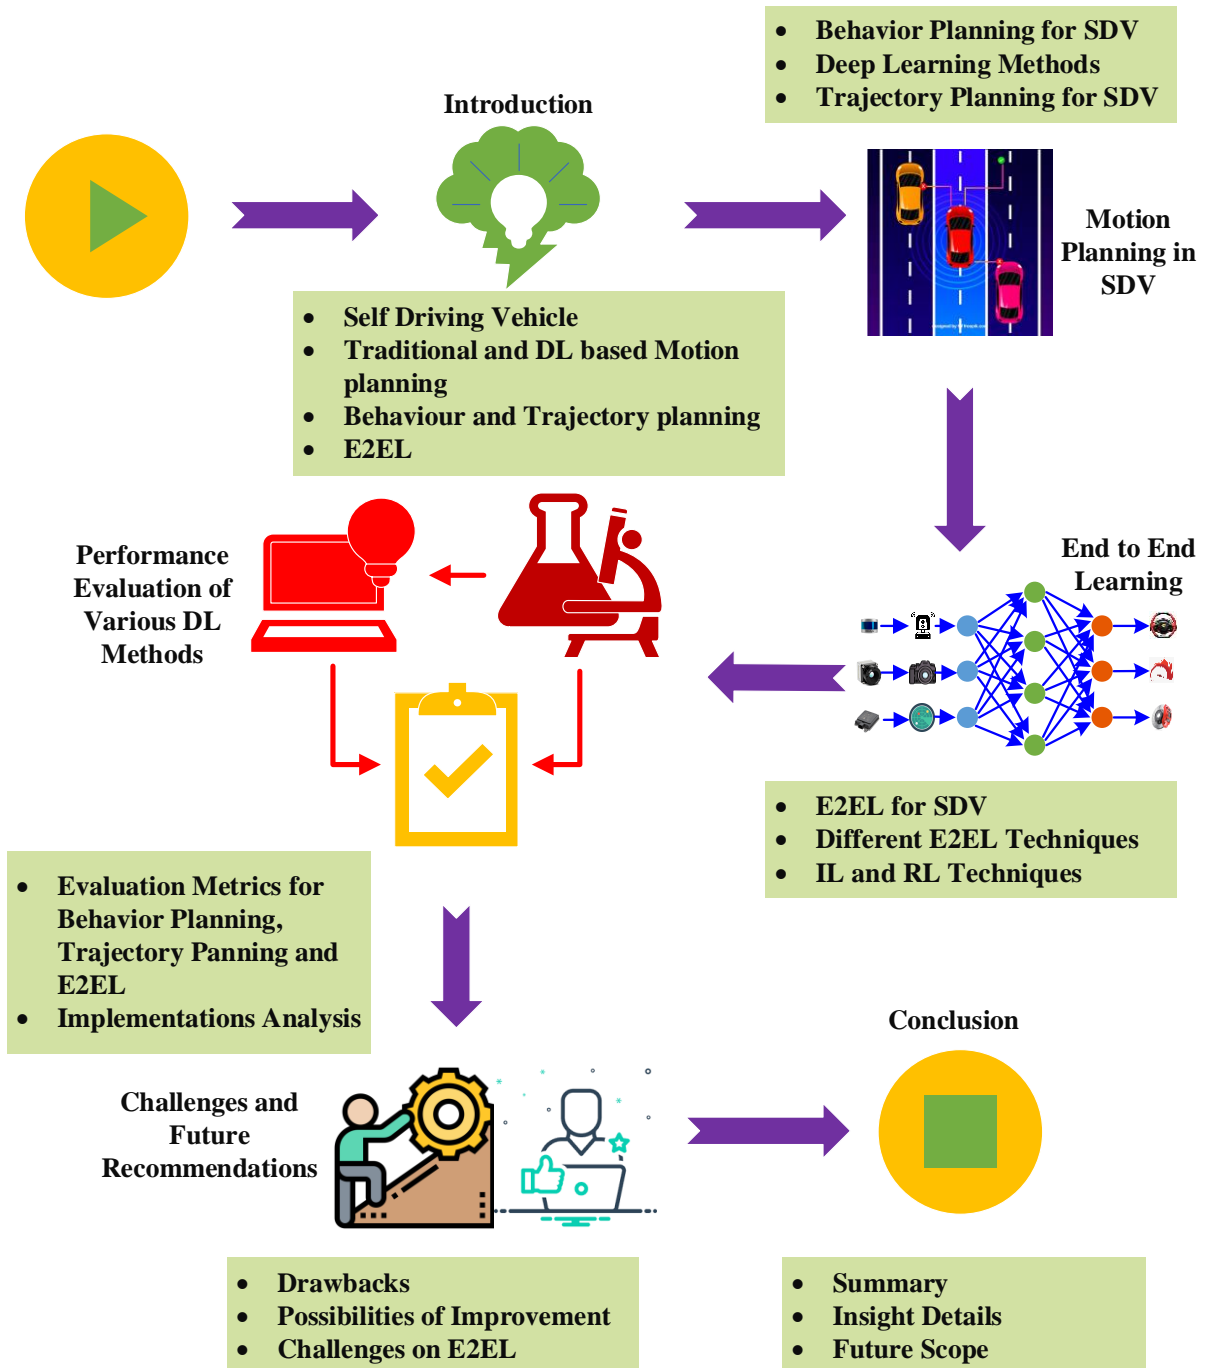 Introduction
• Self Driving Vehicle
• Traditional and DL based Motion
planning
• Behaviour and Trajectory planning
• E2EL
• Behavior Planning for SDV
• Deep Learning Methods
• Trajectory Planning for SDV
Motion
Planning in
SDV
End to End
Learning
• E2EL for SDV
• Different E2EL Techniques
• IL and RL Techniques
Performance
Evaluation of
Various DL
Methods
• Evaluation Metrics for
Behavior Planning,
Trajectory Panning and
E2EL
• Implementations Analysis
Challenges and
Future
Recommendations
• Drawbacks
• Possibilities of Improvement
• Challenges on E2EL
Conclusion
• Summary
• Insight Details
• Future Scope